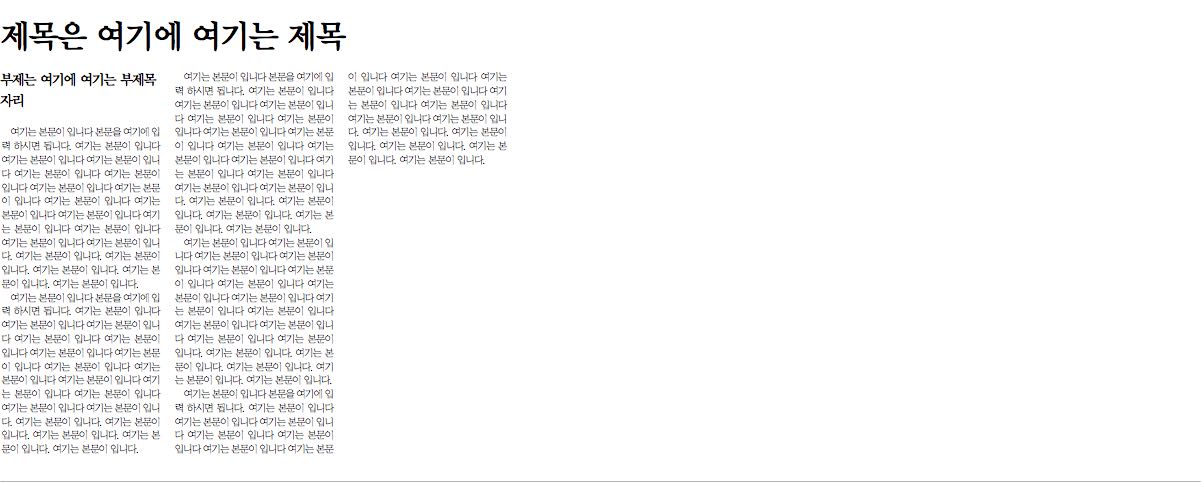 제목은 여기에 여기는 제목
부제는 여기에 여기는 부제목
자리
여기는 본문이 입니다 본문을 여기에 입
력 하시면 됩니다. 여기는 본문이 입니다
여기는 본문이 입니다 여기는 본문이 입니
다 여기는 본문이 입니다 여기는 본문이
입니다 여기는 본문이 입니다 여기는 본문
이 입니다 여기는 본문이 입니다 여기는
본문이 입니다 여기는 본문이 입니다 여기
는 본문이 입니다 여기는 본문이 입니다
여기는 본문이 입니다 여기는 본문이 입니
다. 여기는 본문이 입니다. 여기는 본문이
입니다. 여기는 본문이 입니다. 여기는 본
문이 입니다. 여기는 본문이 입니다.
여기는 본문이 입니다 본문을 여기에 입
력 하시면 됩니다. 여기는 본문이 입니다
여기는 본문이 입니다 여기는 본문이 입니
다 여기는 본문이 입니다 여기는 본문이
입니다 여기는 본문이 입니다 여기는 본문
이 입니다 여기는 본문이 입니다 여기는
본문이 입니다 여기는 본문이 입니다 여기
는 본문이 입니다 여기는 본문이 입니다
여기는 본문이 입니다 여기는 본문이 입니
다. 여기는 본문이 입니다. 여기는 본문이
입니다. 여기는 본문이 입니다. 여기는 본
문이 입니다. 여기는 본문이 입니다.
여기는 본문이 입니다 본문을 여기에 입
력 하시면 됩니다. 여기는 본문이 입니다
여기는 본문이 입니다 여기는 본문이 입니
다 여기는 본문이 입니다 여기는 본문이
입니다 여기는 본문이 입니다 여기는 본문
이 입니다 여기는 본문이 입니다 여기는
본문이 입니다 여기는 본문이 입니다 여기
는 본문이 입니다 여기는 본문이 입니다
여기는 본문이 입니다 여기는 본문이 입니
다. 여기는 본문이 입니다. 여기는 본문이
입니다. 여기는 본문이 입니다. 여기는 본
문이 입니다. 여기는 본문이 입니다.
여기는 본문이 입니다 여기는 본문이 입
니다 여기는 본문이 입니다 여기는 본문이
입니다 여기는 본문이 입니다 여기는 본문
이 입니다 여기는 본문이 입니다 여기는
본문이 입니다 여기는 본문이 입니다 여기
는 본문이 입니다 여기는 본문이 입니다
여기는 본문이 입니다 여기는 본문이 입니
다 여기는 본문이 입니다 여기는 본문이
입니다. 여기는 본문이 입니다. 여기는 본
문이 입니다. 여기는 본문이 입니다. 여기
는 본문이 입니다. 여기는 본문이 입니다.
여기는 본문이 입니다 본문을 여기에 입
력 하시면 됩니다. 여기는 본문이 입니다
여기는 본문이 입니다 여기는 본문이 입니
다 여기는 본문이 입니다 여기는 본문이
입니다 여기는 본문이 입니다 여기는 본문
이 입니다 여기는 본문이 입니다 여기는
본문이 입니다 여기는 본문이 입니다 여기
는 본문이 입니다 여기는 본문이 입니다
여기는 본문이 입니다 여기는 본문이 입니
다. 여기는 본문이 입니다. 여기는 본문이
입니다. 여기는 본문이 입니다. 여기는 본
문이 입니다. 여기는 본문이 입니다.